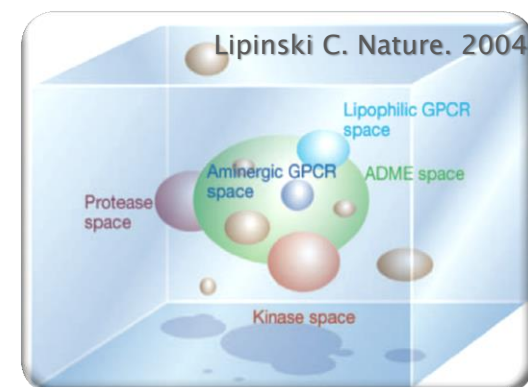 Lipinski C. Nature. 2004
Lipophilic GPCR
space
Aminergic GPCR
space
ADME space
Protease
space
Kinase space